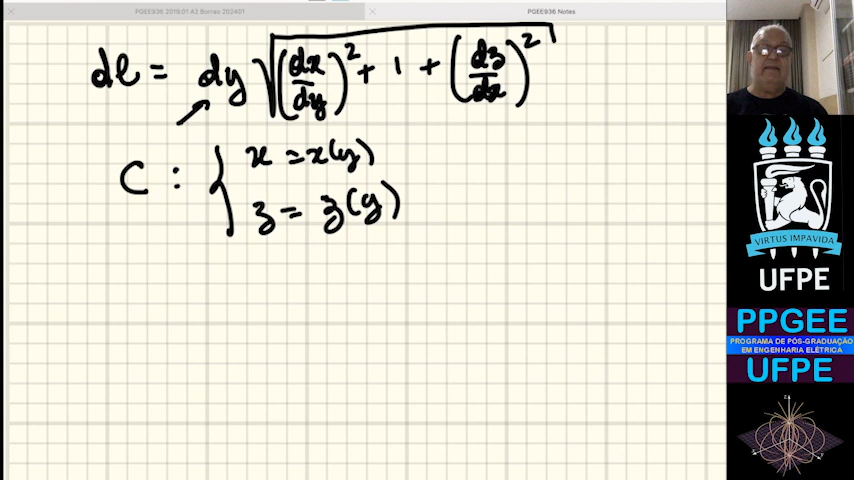 PGEE936 2019.01 A2 Borrao 202401
PGEE936 Notes
dl = dy √((dx/dy)² + 1 + (dz/dx)²)
C : { x = x(y)
z = z(y)
VIRTUS IMPAVIDA
UFPE
PPGEE
PROGRAMA DE PÓS-GRADUAÇÃO
EM ENGENHARIA ELÉTRICA
UFPE